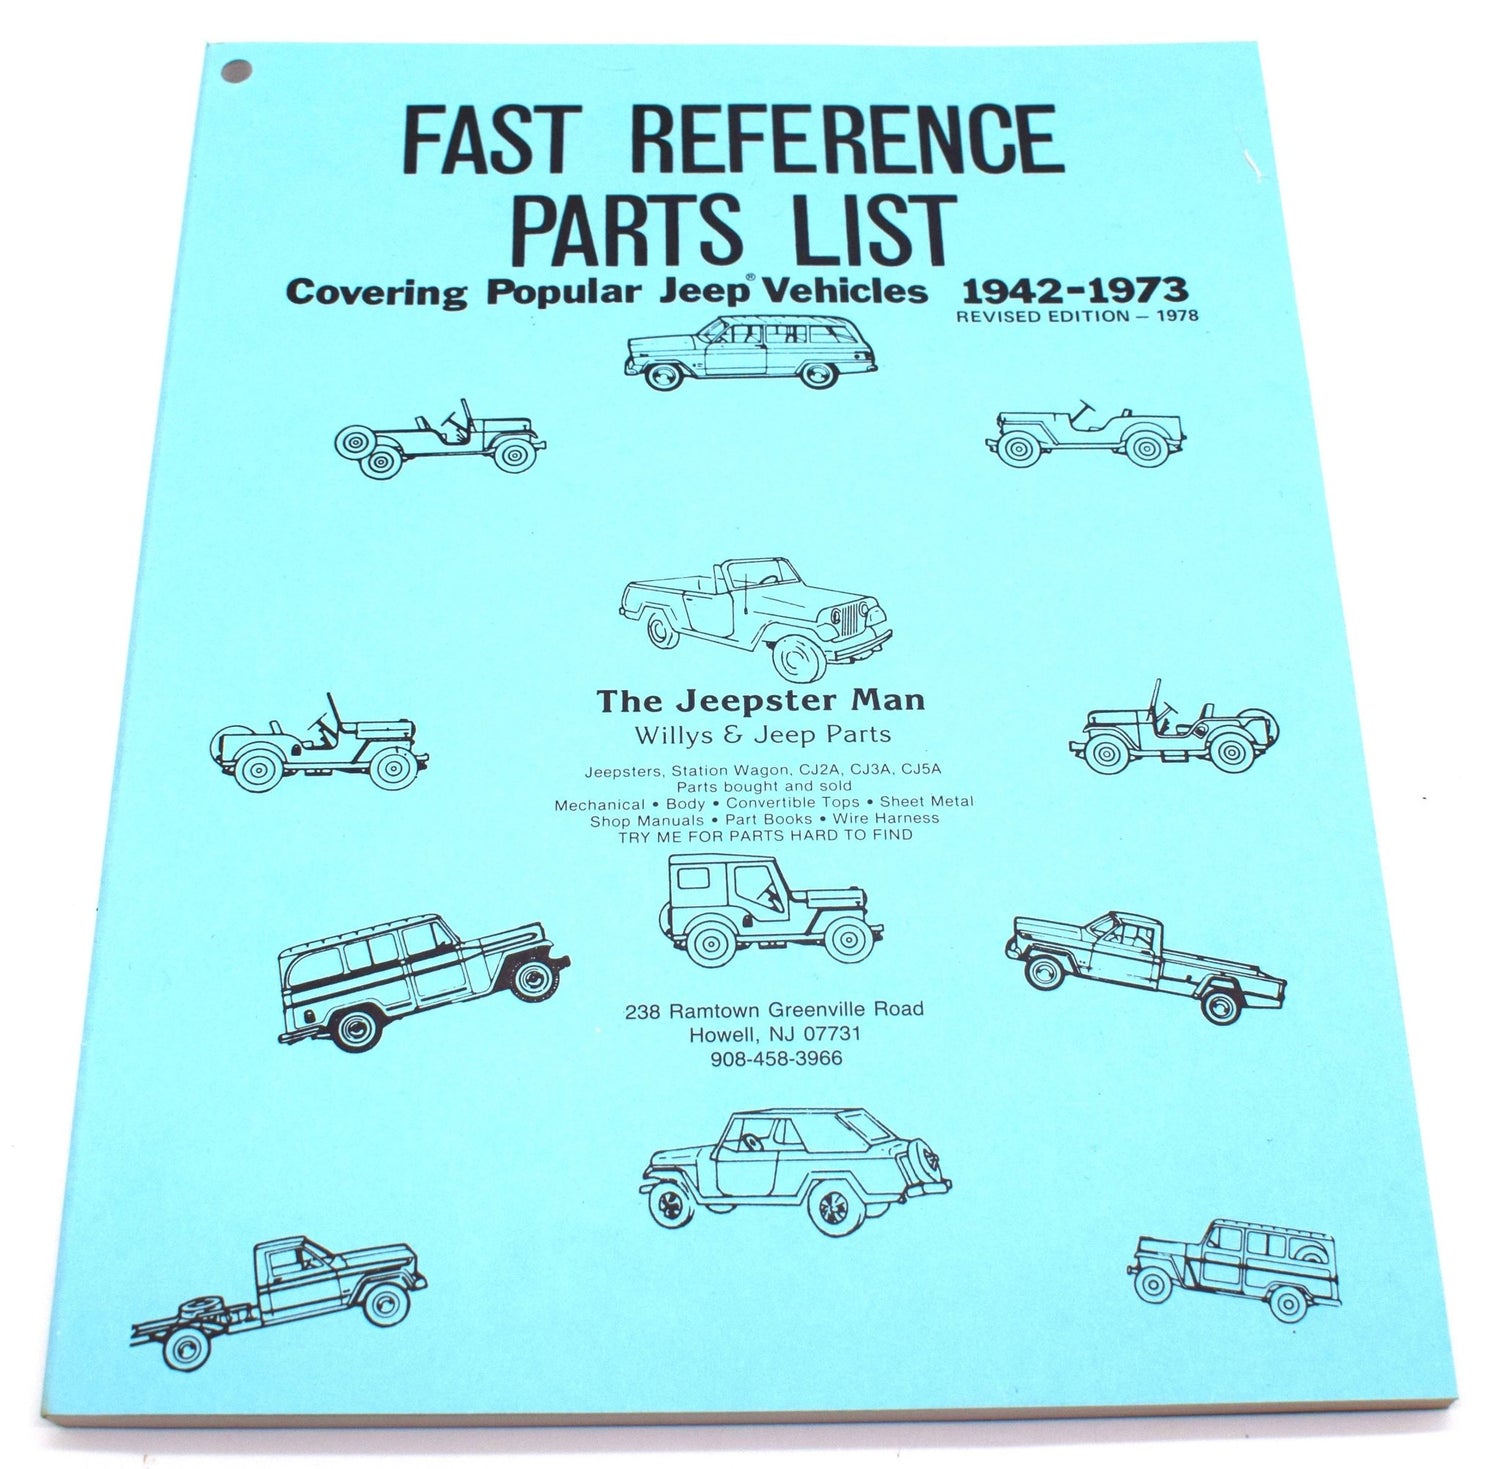 FAST REFERENCE
PARTS LIST
Covering Popular Jeep® Vehicles 1942-1973
REVISED EDITION — 1978
The Jeepster Man
Willys & Jeep Parts
Jeepsters, Station Wagon, CJ2A, CJ3A, CJ5A
Parts bought and sold
Mechanical • Body • Convertible Tops • Sheet Metal
Shop Manuals • Part Books • Wire Harness
TRY ME FOR PARTS HARD TO FIND
238 Ramtown Greenville Road
Howell, NJ 07731
908-458-3966